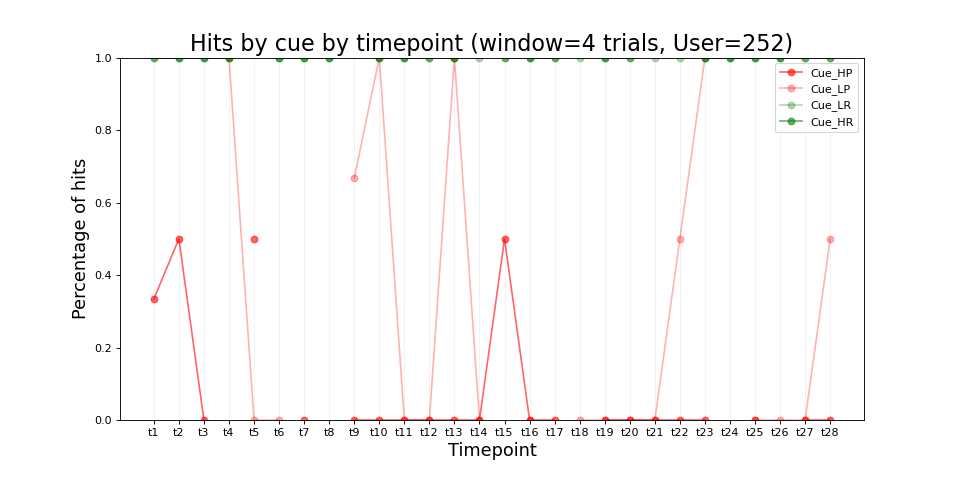 Hits by cue by timepoint (window=4 trials, User=252)
1.0
0.8
0.6
0.4
0.2
0.0
Percentage of hits
Cue_HP
Cue_LP
Cue_LR
Cue_HR
t1 t2 t3 t4 t5 t6 t7 t8 t9 t10 t11 t12 t13 t14 t15 t16 t17 t18 t19 t20 t21 t22 t23 t24 t25 t26 t27 t28
Timepoint